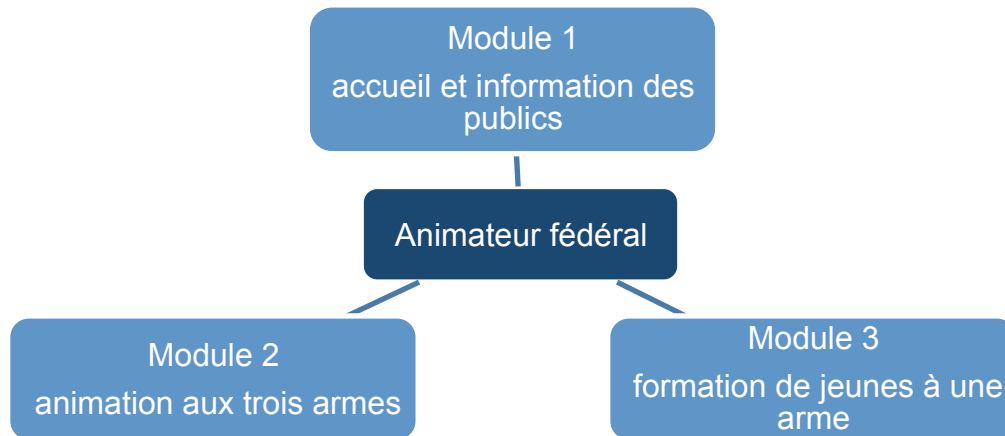 Module 1
accueil et information des
publics
Animateur fédéral
Module 2
animation aux trois armes
Module 3
formation de jeunes à une
arme